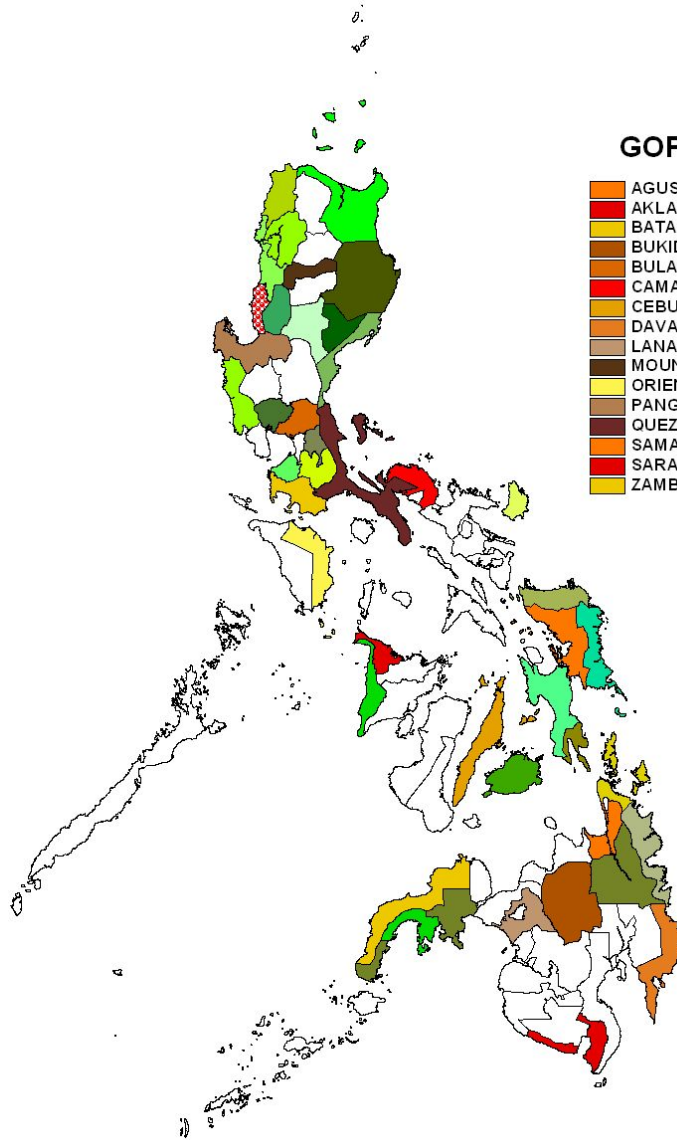 GOF
AGUS
AKLA
BATA
BUKID
BULA
CAMA
CEBU
DAVA
LANA
MOUN
ORIEN
PANG
QUEZ
SAMA
SARA
ZAMB